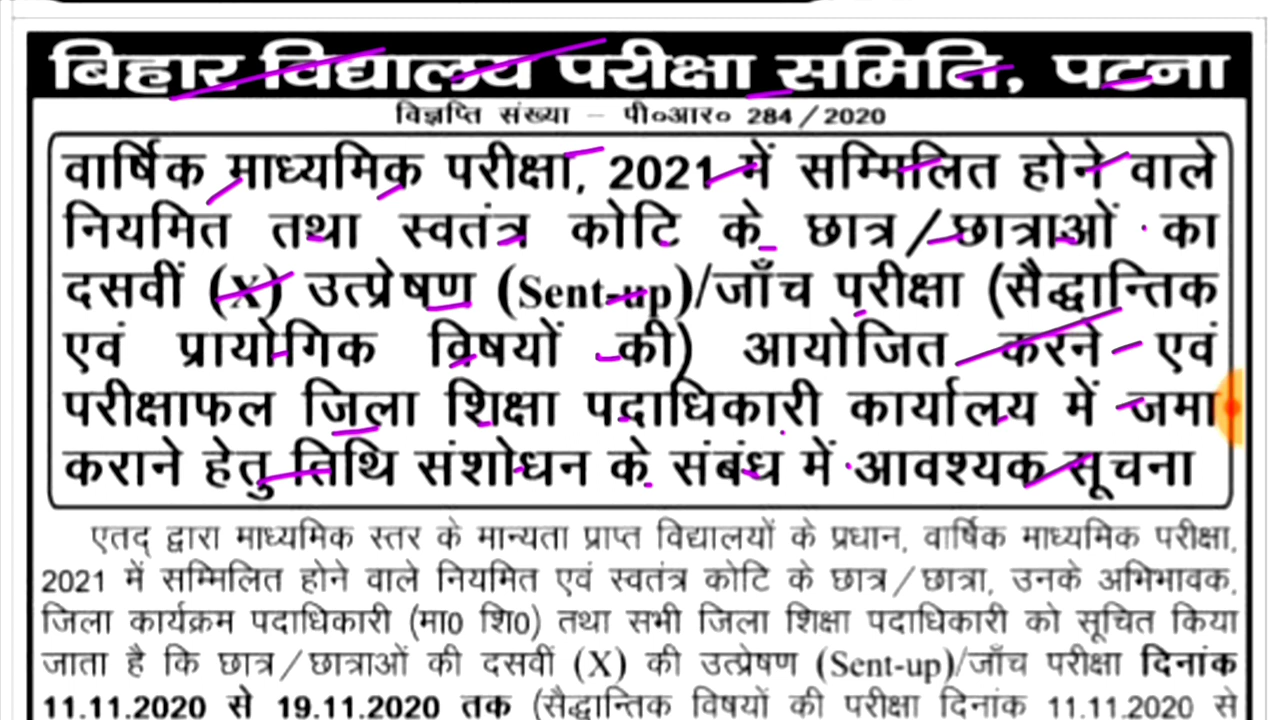 बिहार विद्यालय परीक्षा समिति, पटना
विज्ञप्ति संख्या – पी०आर० 284/2020
वार्षिक माध्यमिक परीक्षा, 2021 में सम्मिलित होने वाले
नियमित तथा स्वतंत्र कोटि के छात्र/छात्राओं का
दसवीं (X) उत्प्रेषण (Sent-up)/जाँच परीक्षा (सैद्धान्तिक
एवं प्रायोगिक विषयों की) आयोजित करने एवं
परीक्षाफल जिला शिक्षा पदाधिकारी कार्यालय में जमा
कराने हेतु तिथि संशोधन के संबंध में आवश्यक सूचना
एतद् द्वारा माध्यमिक स्तर के मान्यता प्राप्त विद्यालयों के प्रधान, वार्षिक माध्यमिक परीक्षा,
2021 में सम्मिलित होने वाले नियमित एवं स्वतंत्र कोटि के छात्र/छात्रा, उनके अभिभावक,
जिला कार्यक्रम पदाधिकारी (मा0 शि0) तथा सभी जिला शिक्षा पदाधिकारी को सूचित किया
जाता है कि छात्र/छात्राओं की दसवीं (X) की उत्प्रेषण (Sent-up)/जाँच परीक्षा दिनांक
11.11.2020 से 19.11.2020 तक (सैद्धान्तिक विषयों की परीक्षा दिनांक 11.11.2020 से